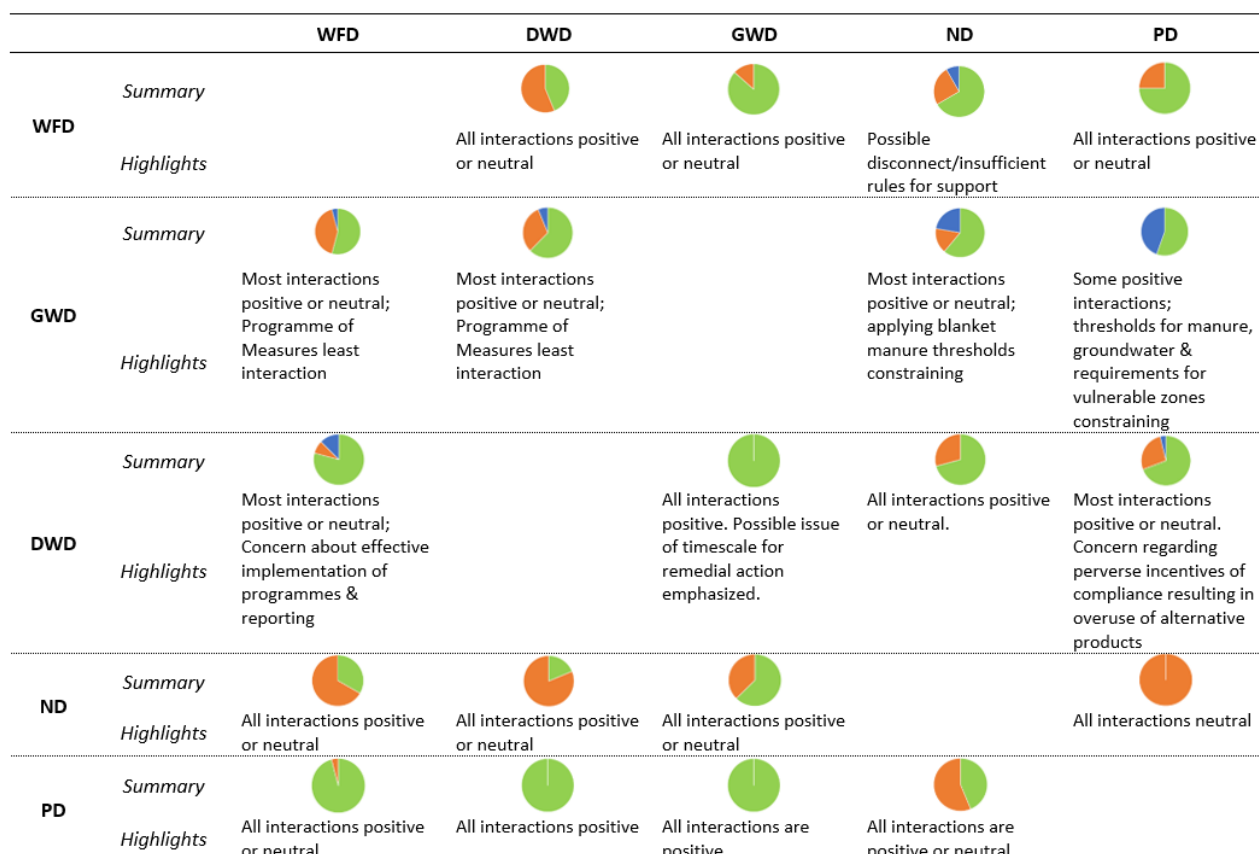 WFD DWD GWD ND PD
Summary
WFD
Highlights
All interactions positive
or neutral
All interactions positive
or neutral
Possible
disconnect/insufficient
rules for support
All interactions positive
or neutral
Summary
GWD
Highlights
Most interactions
positive or neutral;
Programme of
Measures least
interaction
Most interactions
positive or neutral;
Programme of
Measures least
interaction
Most interactions
positive or neutral;
applying blanket
manure thresholds
constraining
Some positive
interactions;
thresholds for manure,
groundwater &
requirements for
vulnerable zones
constraining
Summary
DWD
Highlights
Most interactions
positive or neutral;
Concern about effective
implementation of
programmes &
reporting
All interactions
positive. Possible issue
of timescale for
remedial action
emphasized.
All interactions positive
or neutral.
Most interactions
positive or neutral.
Concern regarding
perverse incentives of
compliance resulting in
overuse of alternative
products
Summary
ND
Highlights
All interactions positive
or neutral
All interactions positive
or neutral
All interactions positive
or neutral
All interactions neutral
Summary
PD
Highlights
All interactions positive
or neutral
All interactions positive
All interactions are
positive
All interactions are
positive or neutral